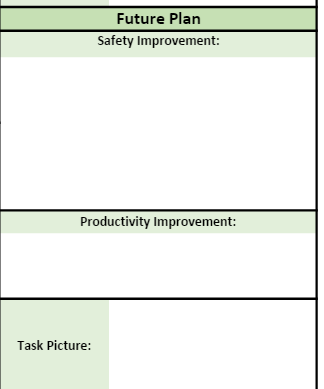 Future Plan
Safety Improvement:
Productivity Improvement:
Task Picture: